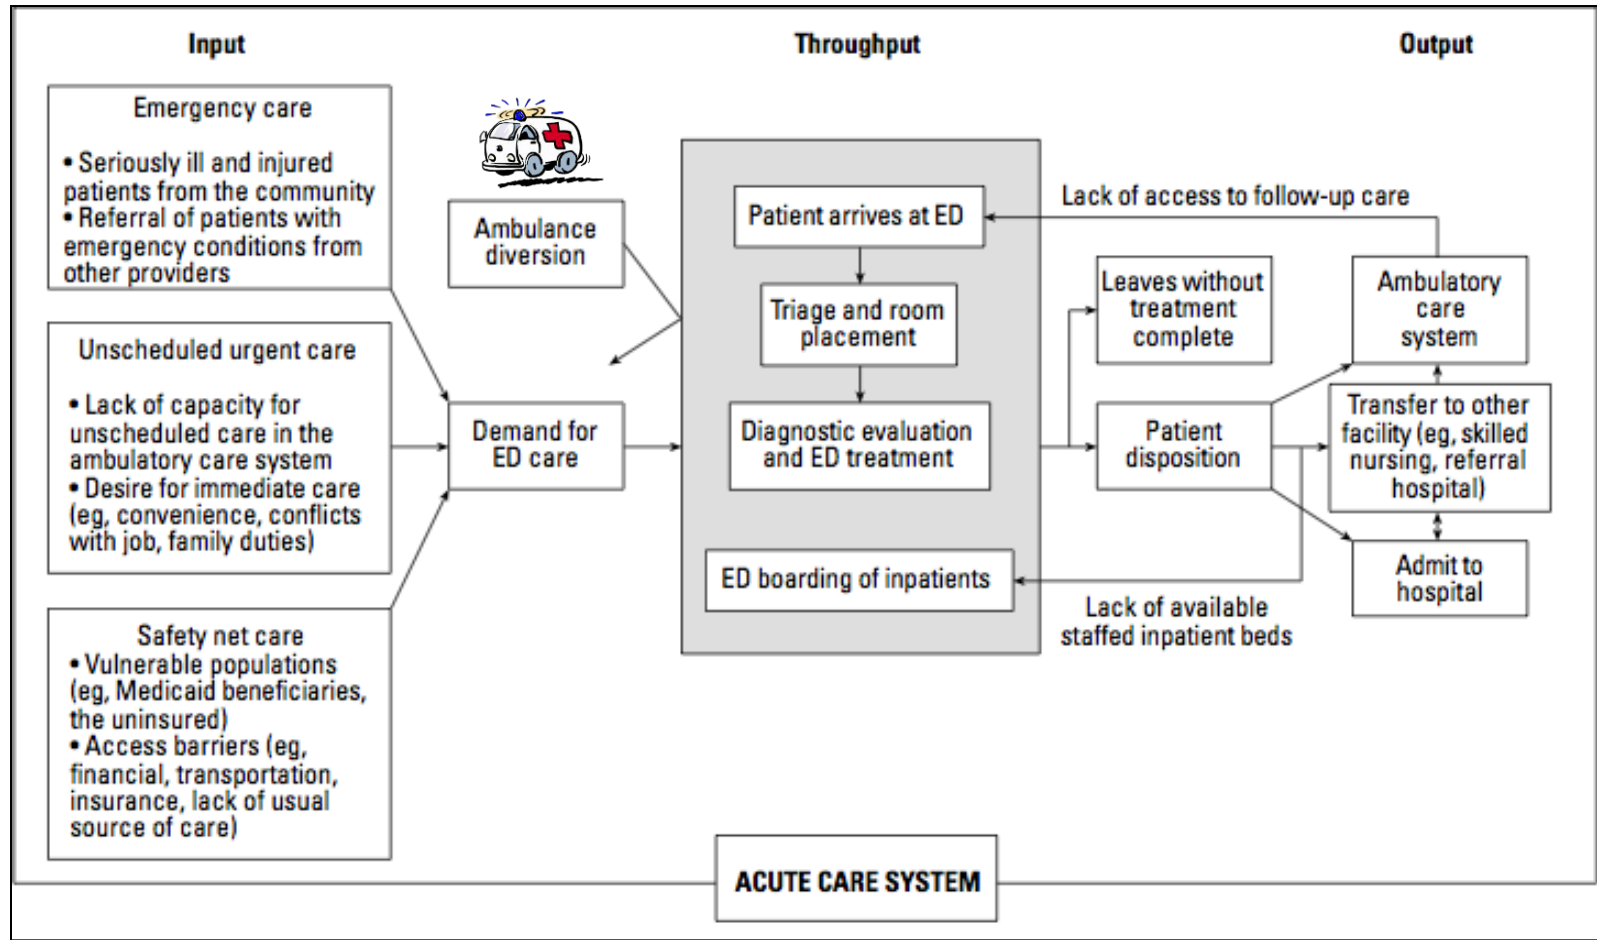 Input
Throughput
Output
Emergency care
• Seriously ill and injured
patients from the community
• Referral of patients with
emergency conditions from
other providers
Unscheduled urgent care
• Lack of capacity for
unscheduled care in the
ambulatory care system
• Desire for immediate care
(eg, convenience, conflicts
with job, family duties)
Safety net care
• Vulnerable populations
(eg, Medicaid beneficiaries,
the uninsured)
• Access barriers (eg,
financial, transportation,
insurance, lack of usual
source of care)
Ambulance
diversion
Demand for
ED care
Patient arrives at ED
Triage and room
placement
Diagnostic evaluation
and ED treatment
ED boarding of inpatients
Lack of access to follow-up care
Leaves without
treatment
complete
Patient
disposition
Lack of available
staffed inpatient beds
Ambulatory
care
system
Transfer to other
facility (eg, skilled
nursing, referral
hospital)
Admit to
hospital
ACUTE CARE SYSTEM